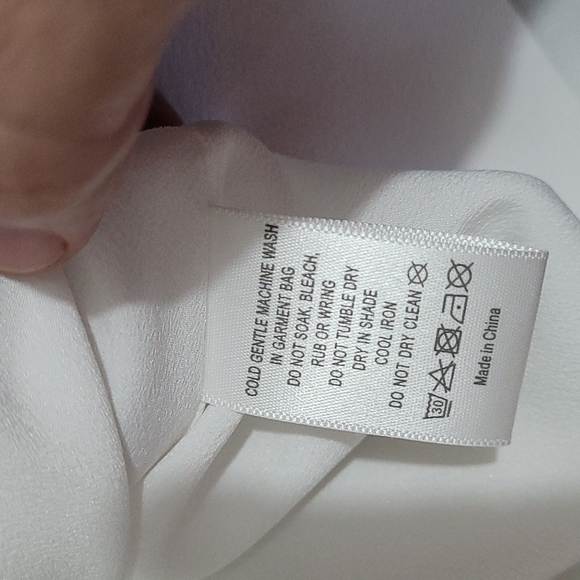 COLD GENTLE MACHINE WASH
IN GARMENT BAG
DO NOT SOAK, BLEACH,
RUB OR WRING
DO NOT TUMBLE DRY
DRY IN SHADE
COOL IRON
DO NOT DRY CLEAN
30
Made in China